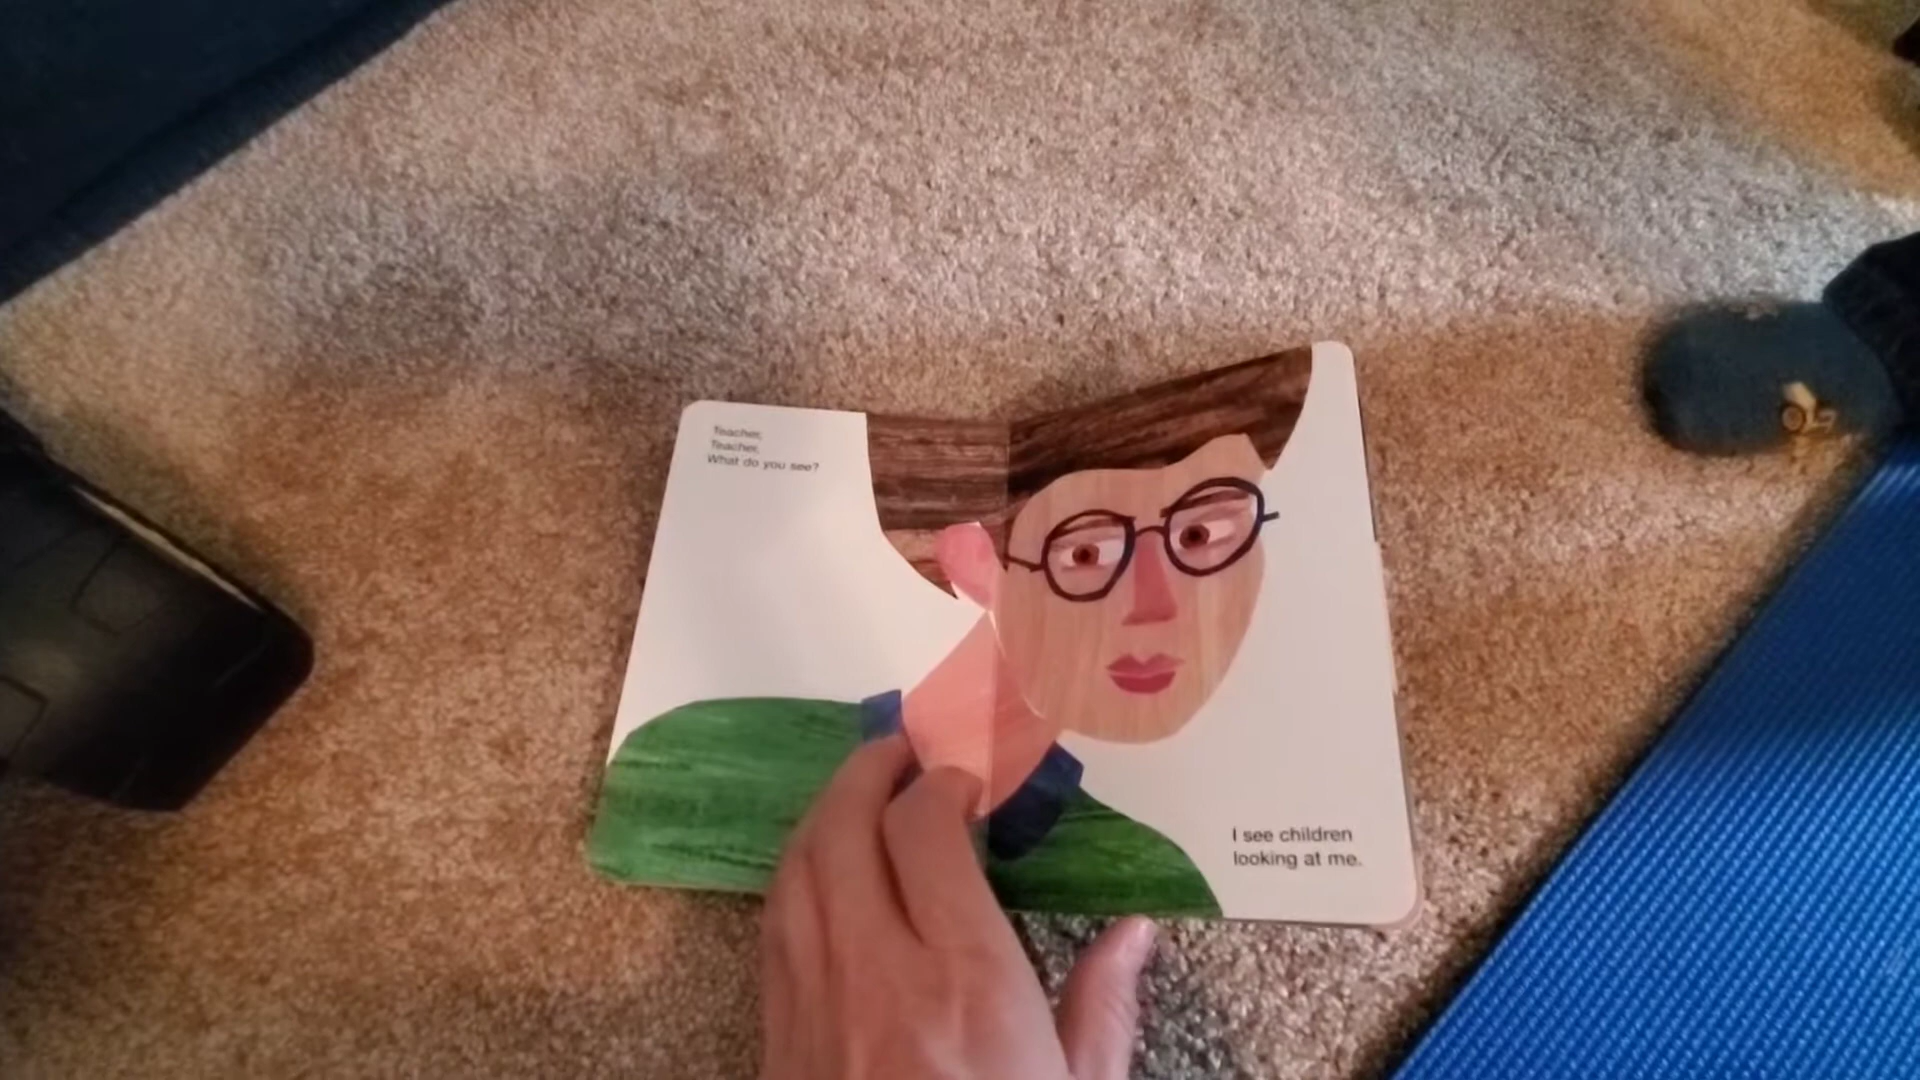 Teacher,
Teacher,
What do you see?
I see children
looking at me.